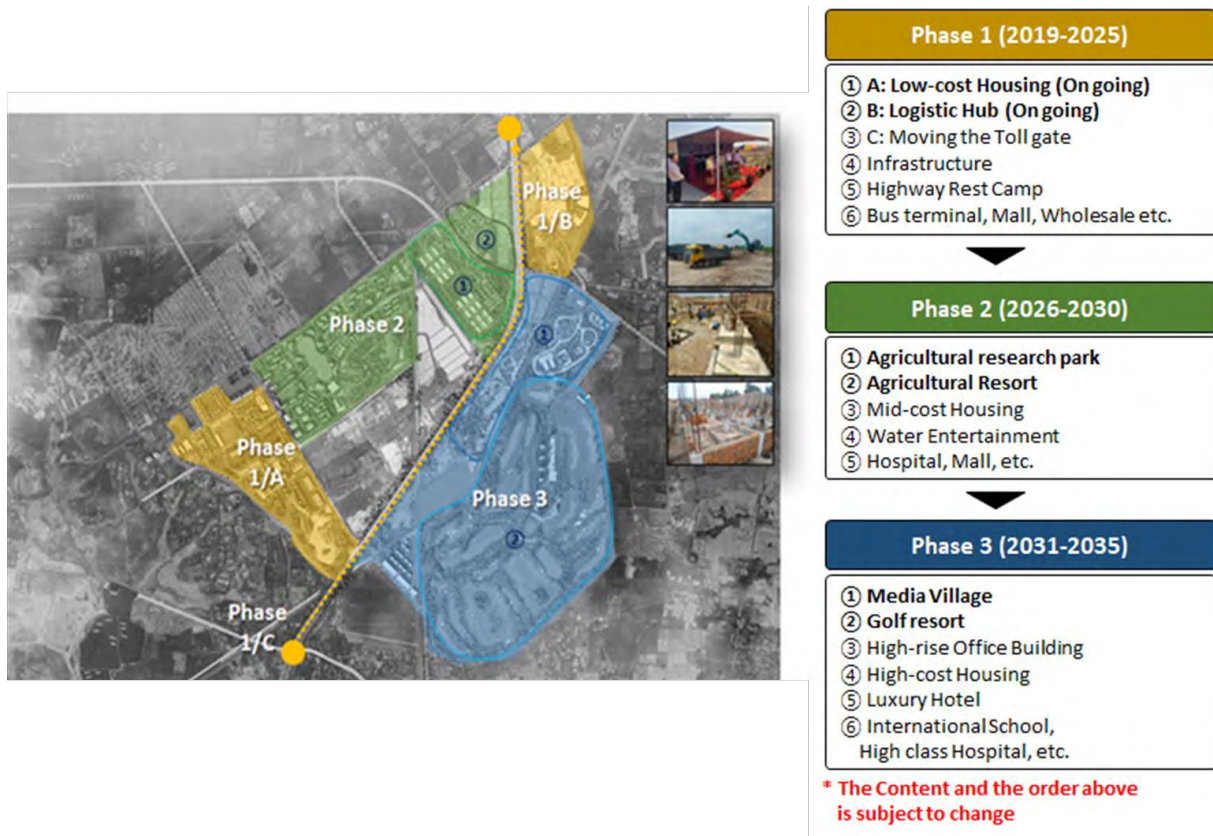 Phase
1/B
②
①
Phase 2
①
Phase
1/A
Phase 3
②
Phase
1/C
Phase 1 (2019-2025)
① A: Low-cost Housing (On going)
② B: Logistic Hub (On going)
③ C: Moving the Toll gate
④ Infrastructure
⑤ Highway Rest Camp
⑥ Bus terminal, Mall, Wholesale etc.
Phase 2 (2026-2030)
① Agricultural research park
② Agricultural Resort
③ Mid-cost Housing
④ Water Entertainment
⑤ Hospital, Mall, etc.
Phase 3 (2031-2035)
① Media Village
② Golf resort
③ High-rise Office Building
④ High-cost Housing
⑤ Luxury Hotel
⑥ International School,
High class Hospital, etc.
* The Content and the order above
is subject to change